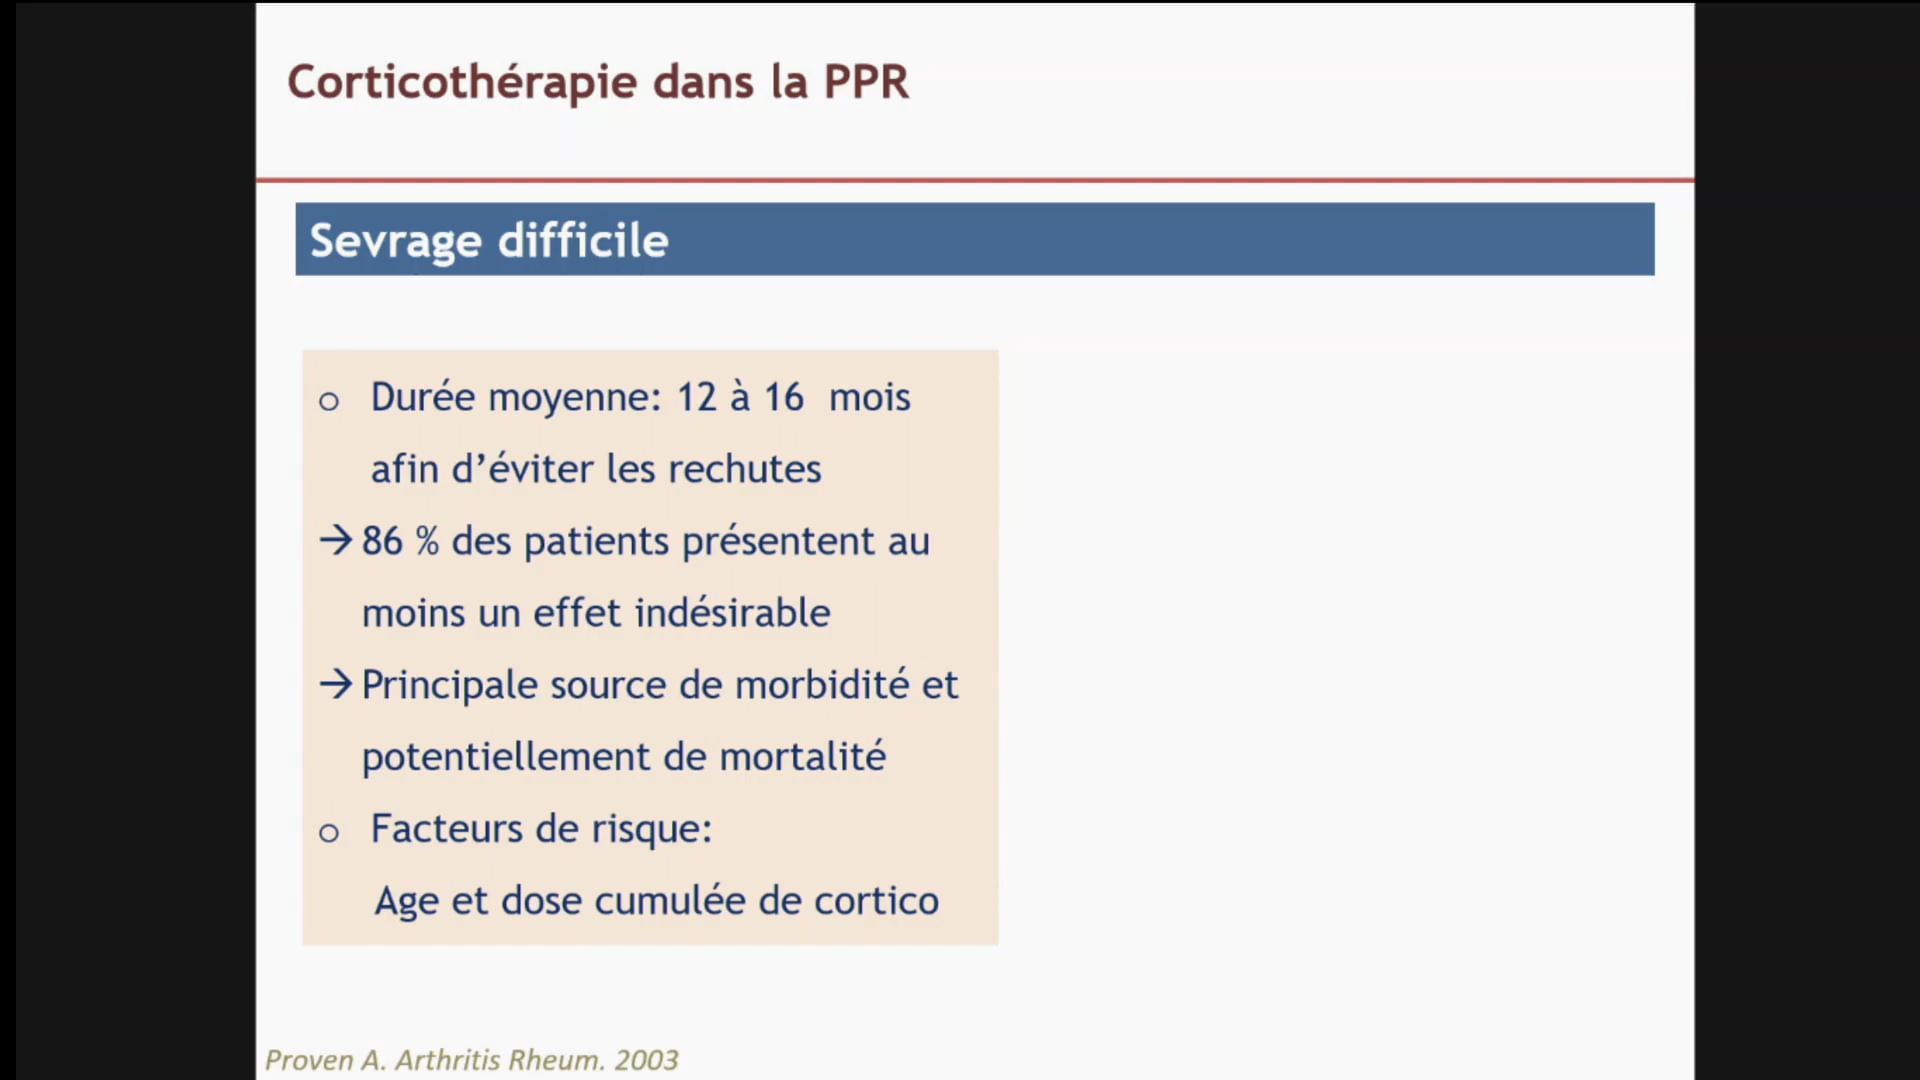 Corticothérapie dans la PPR
Sevrage difficile
o Durée moyenne: 12 à 16 mois
afin d’éviter les rechutes
→ 86 % des patients présentent au
moins un effet indésirable
→ Principale source de morbidité et
potentiellement de mortalité
o Facteurs de risque:
Age et dose cumulée de cortico
Proven A. Arthritis Rheum. 2003